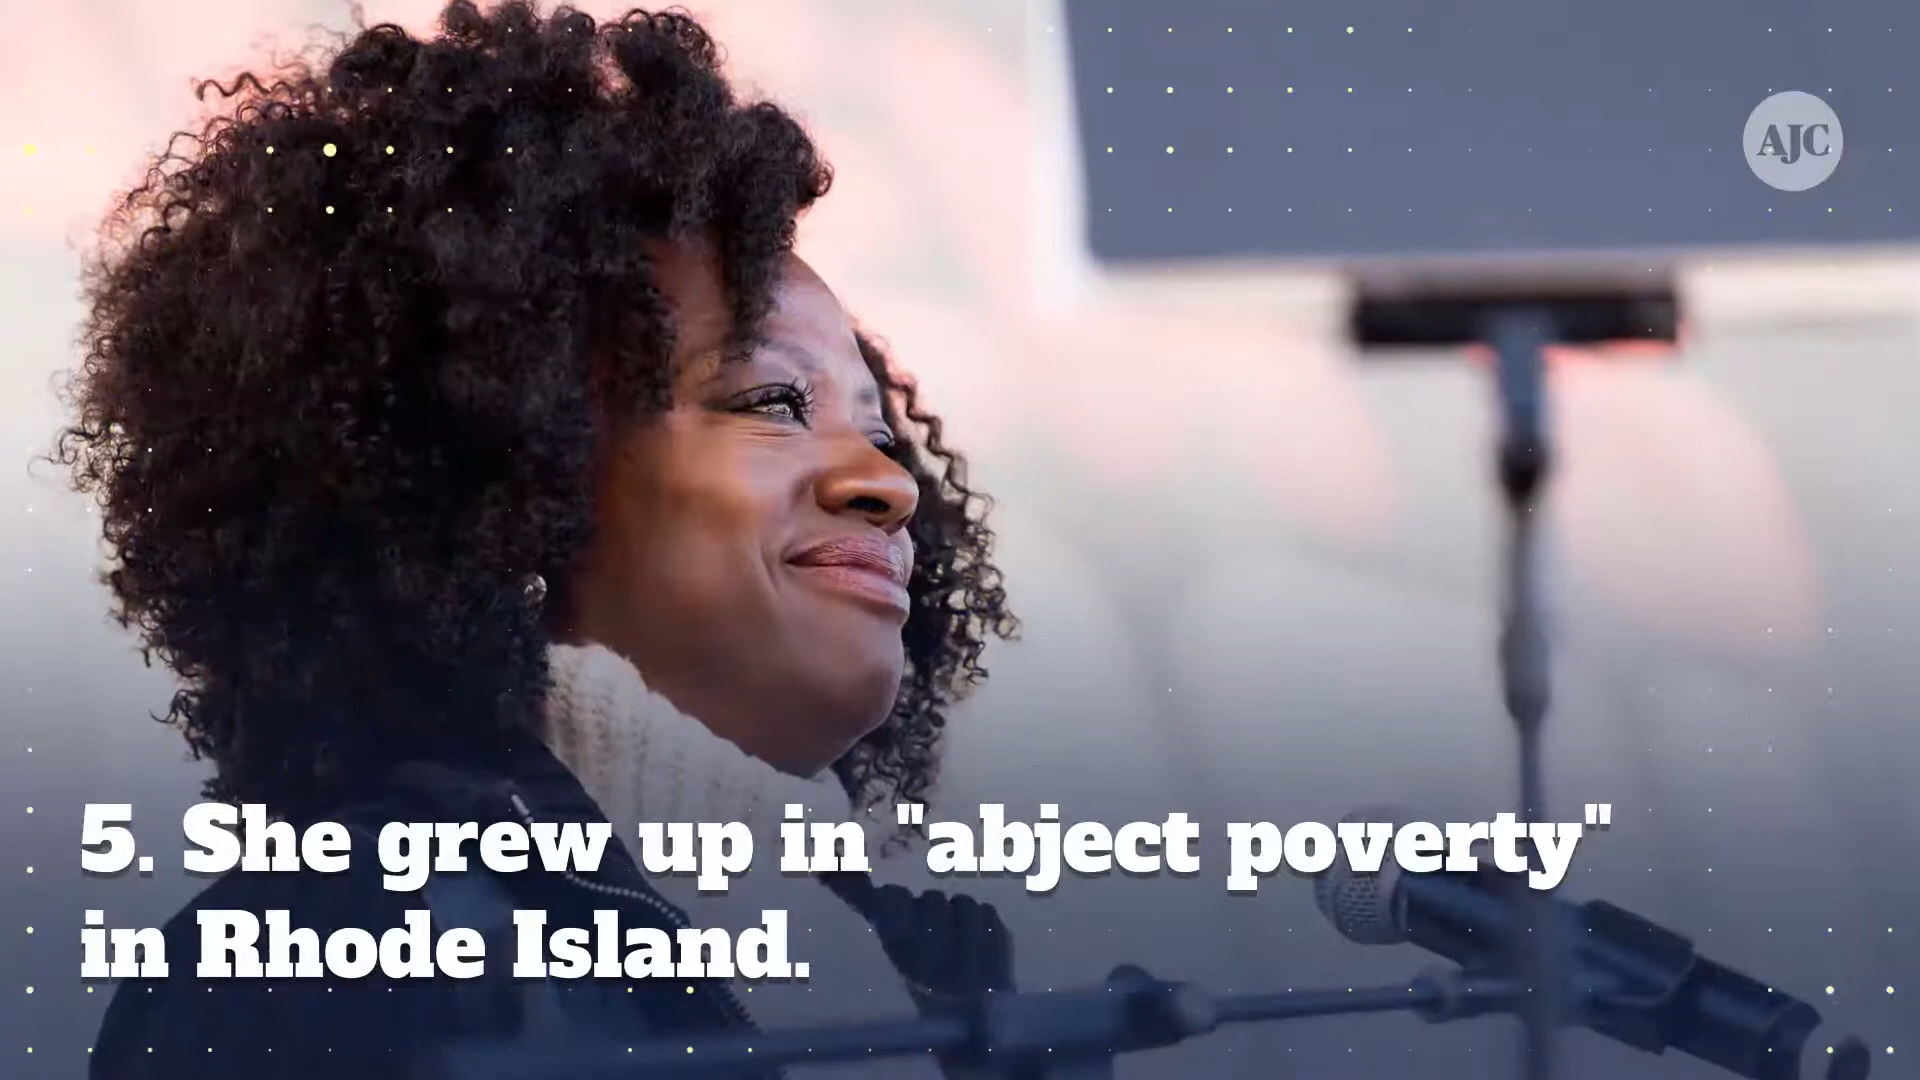 AJC
5. She grew up in "abject poverty"
in Rhode Island.